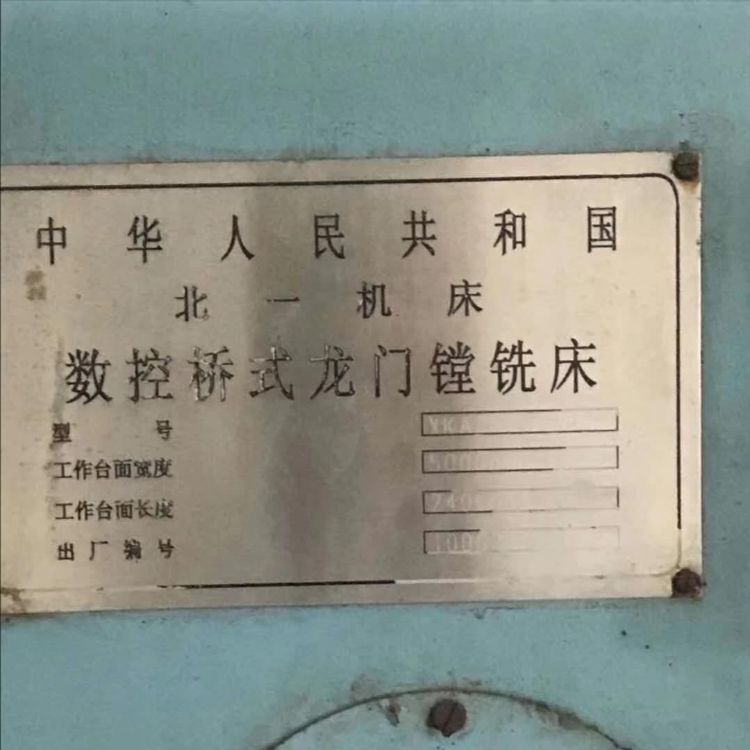 中华人民共和国
北一机床
数控桥式龙门镗铣床
型号
工作台面宽度
工作台面长度
出厂编号